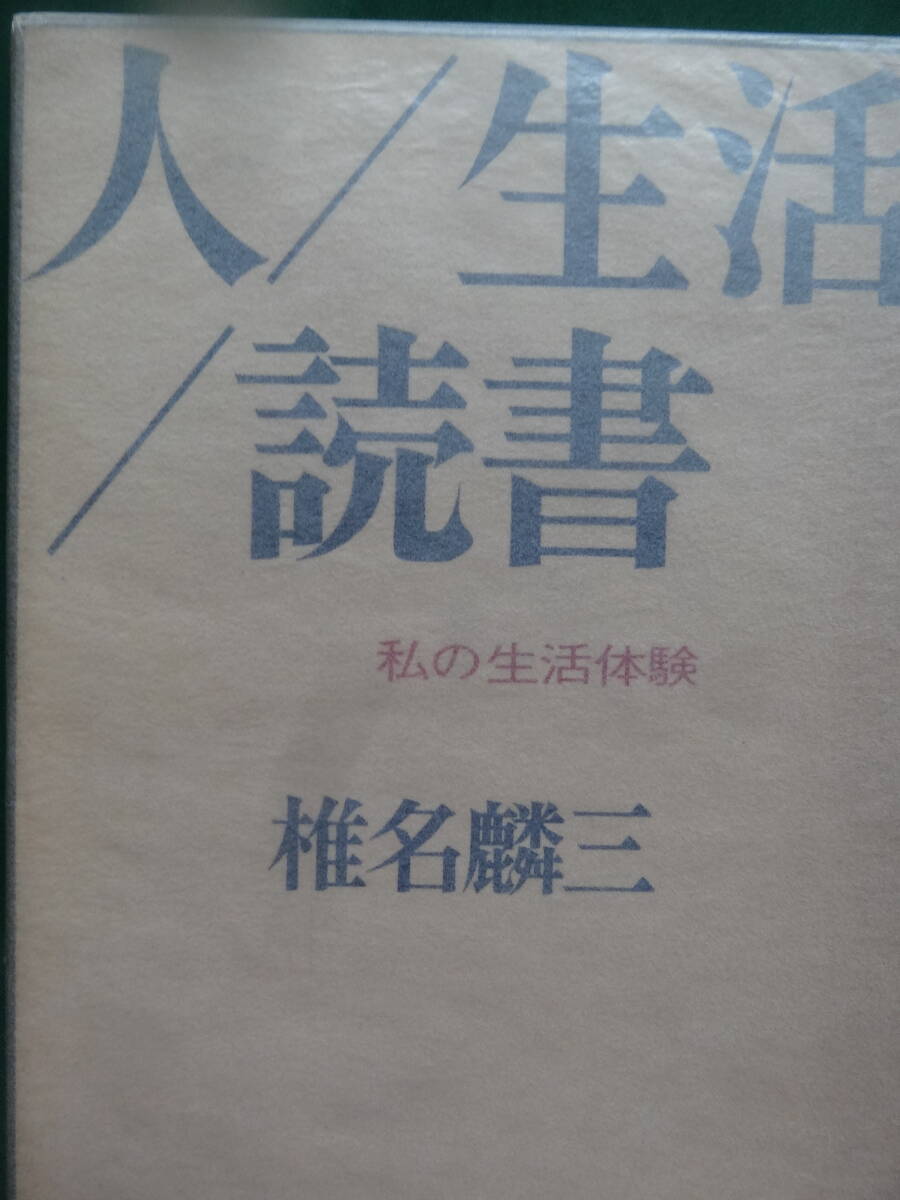 人/生活
/読書
私の生活体験
椎名麟三